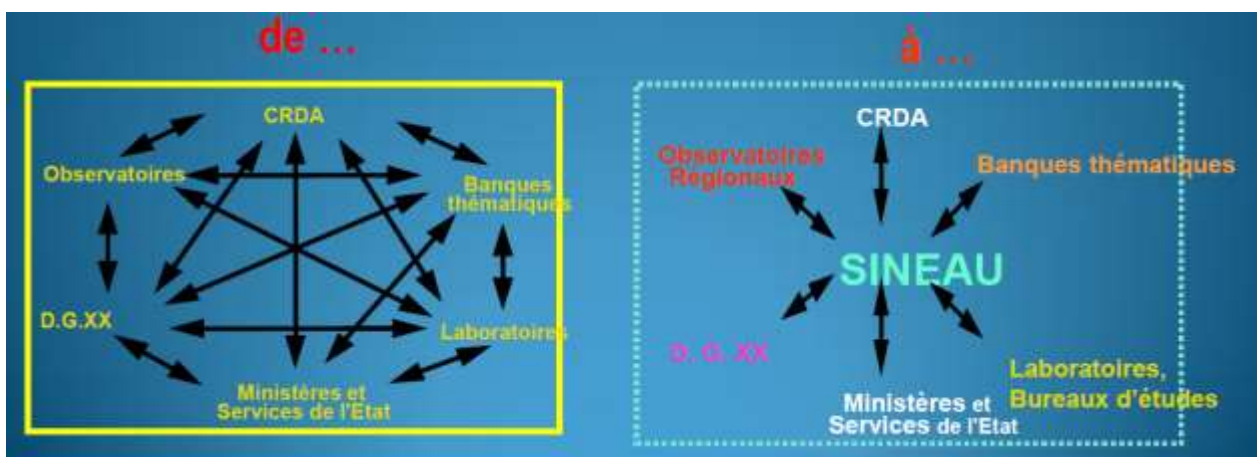 de ...
CRDA
Observatoires
Banques
thématiques
D.G.XX
Laboratoires
Ministères et
Services de l'Etat
à ...
CRDA
Observatoires
Régionaux
Banques thématiques
SINEAU
D. G. XX
Laboratoires,
Bureaux d'études
Ministères et
Services de l'Etat